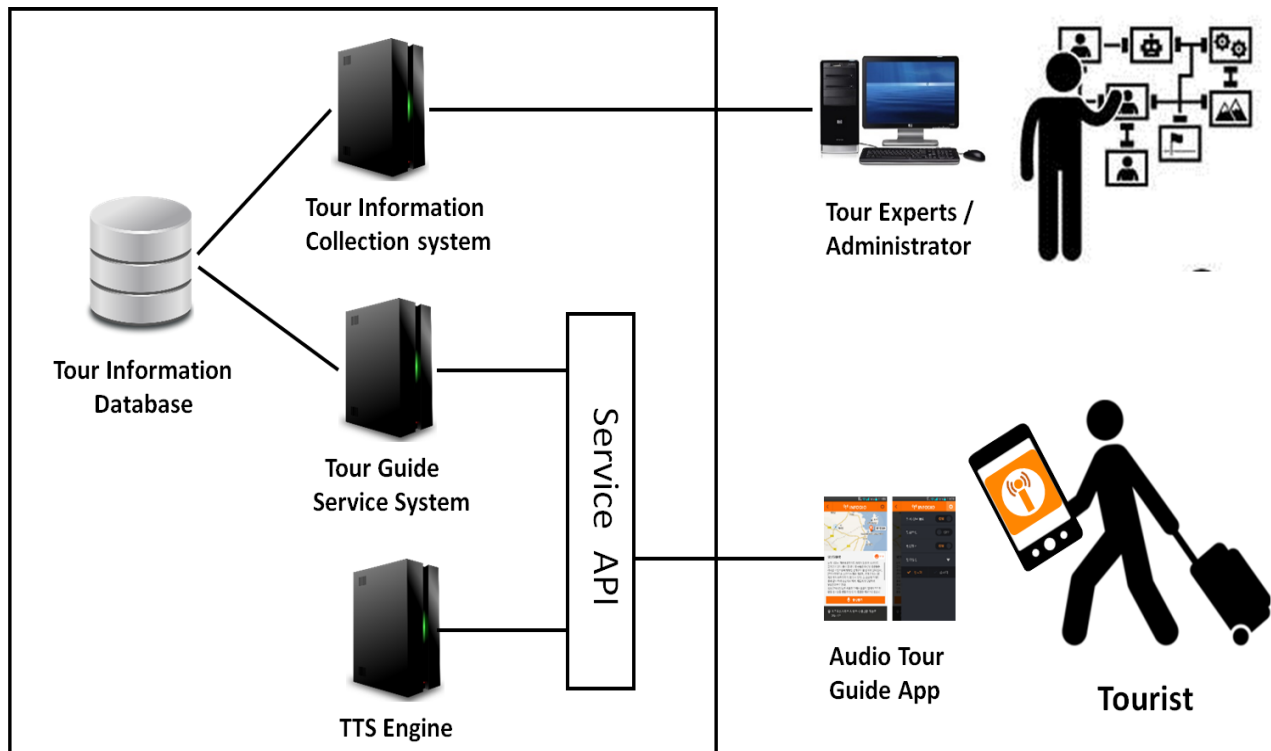 Tour Information
Collection system
Tour Experts /
Administrator
Tour Information
Database
Tour Guide
Service System
Service API
TTS Engine
Audio Tour
Guide App
Tourist